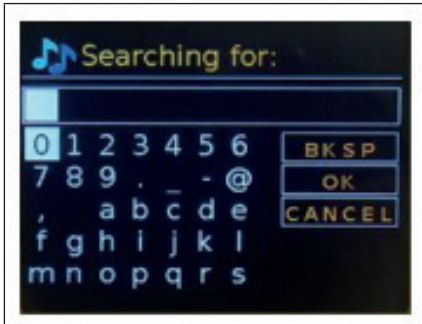 Searching for:
0 1 2 3 4 5 6 BKSP
7 8 9 . _ - @ OK
, a b c d e CANCEL
f g h i j k l
m n o p q r s